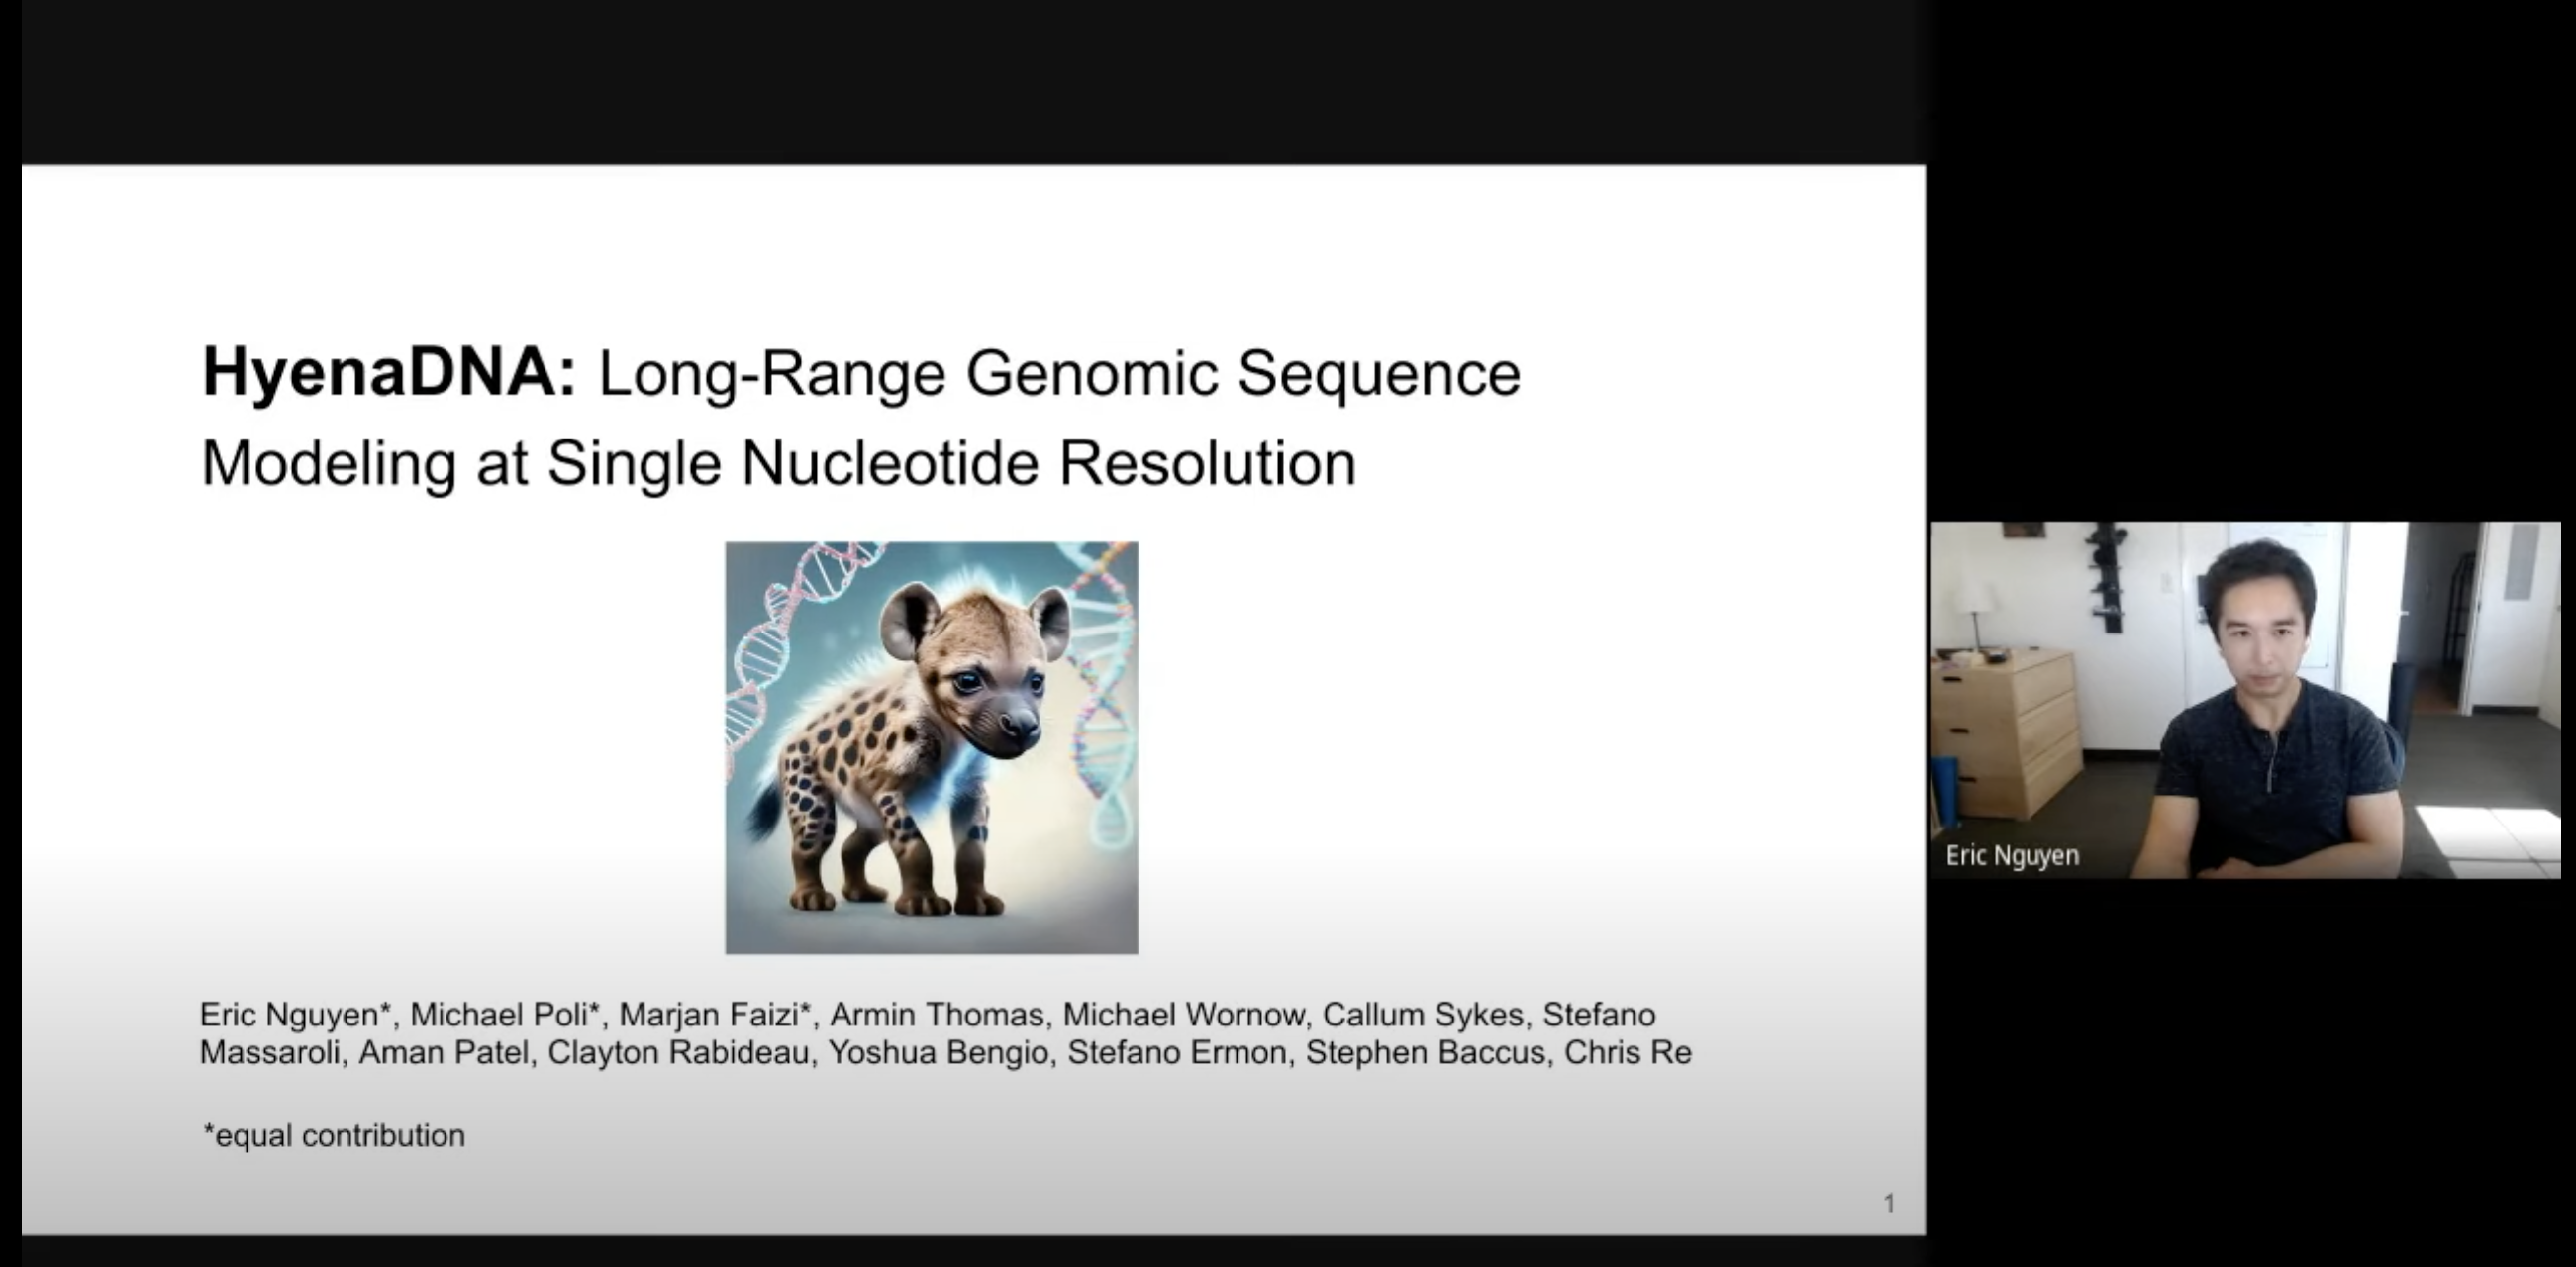 HyenaDNA: Long-Range Genomic Sequence
Modeling at Single Nucleotide Resolution
Eric Nguyen*, Michael Poli*, Marjan Faizi*, Armin Thomas, Michael Wornow, Callum Sykes, Stefano
Massaroli, Aman Patel, Clayton Rabideau, Yoshua Bengio, Stefano Ermon, Stephen Baccus, Chris Re
*equal contribution
1
Eric Nguyen